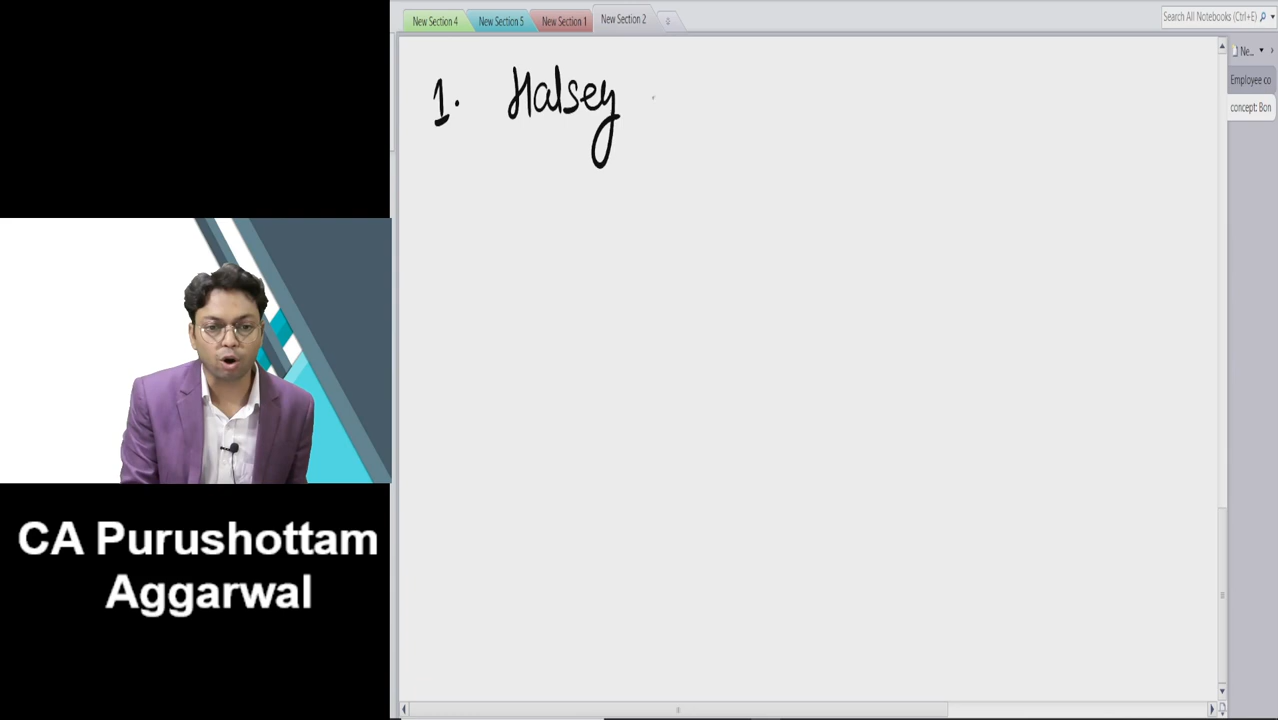 New Section 4 New Section 5 New Section 1 New Section 2
Search All Notebooks (Ctrl+E)
Ne...
Employee co
concept: Bon
1. Halsey
CA Purushottam
Aggarwal